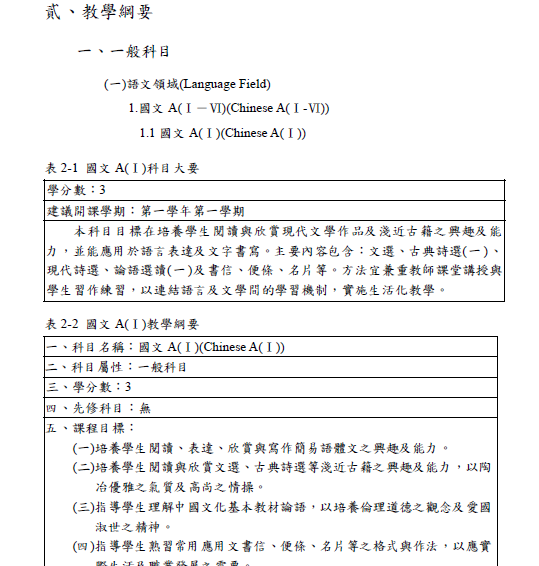 貳、教學綱要
一、一般科目
(一)語文領域(Language Field)
1.國文 A(Ⅰ－Ⅵ)(Chinese A(Ⅰ-Ⅵ))
1.1 國文 A(Ⅰ)(Chinese A(Ⅰ))
表 2-1 國文 A(Ⅰ)科目大要
學分數：3
建議開課學期：第一學年第一學期
本科目目標在培養學生閱讀與欣賞現代文學作品及淺近古籍之興趣及能
力，並能應用於語言表達及文字書寫。主要內容包含：文選、古典詩選(一)、
現代詩選、論語選讀(一)及書信、便條、名片等。方法宜兼重教師課堂講授與
學生習作練習，以連結語言及文學間的學習機制，實施生活化教學。
表 2-2 國文 A(Ⅰ)教學綱要
一、科目名稱：國文 A(Ⅰ)(Chinese A(Ⅰ))
二、科目屬性：一般科目
三、學分數：3
四、先修科目：無
五、課程目標：
(一)培養學生閱讀、表達、欣賞與寫作簡易語體文之興趣及能力。
(二)培養學生閱讀與欣賞文選、古典詩選等淺近古籍之興趣及能力，以陶
冶優雅之氣質及高尚之情操。
(三)指導學生理解中國文化基本教材論語，以培養倫理道德之觀念及愛國
淑世之精神。
(四)指導學生熟習常用應用文書信、便條、名片等之格式與作法，以應實
際生活及職業發展之需要。